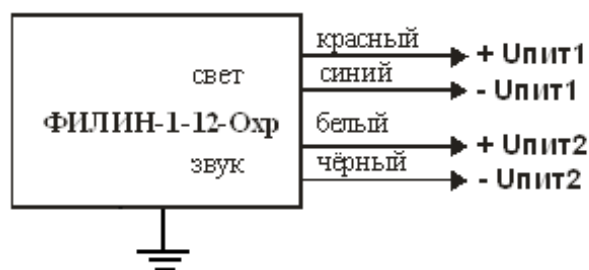 красный + Uпит1
свет синий - Uпит1
ФИЛИН-1-12-Охр белый + Uпит2
звук чёрный - Uпит2